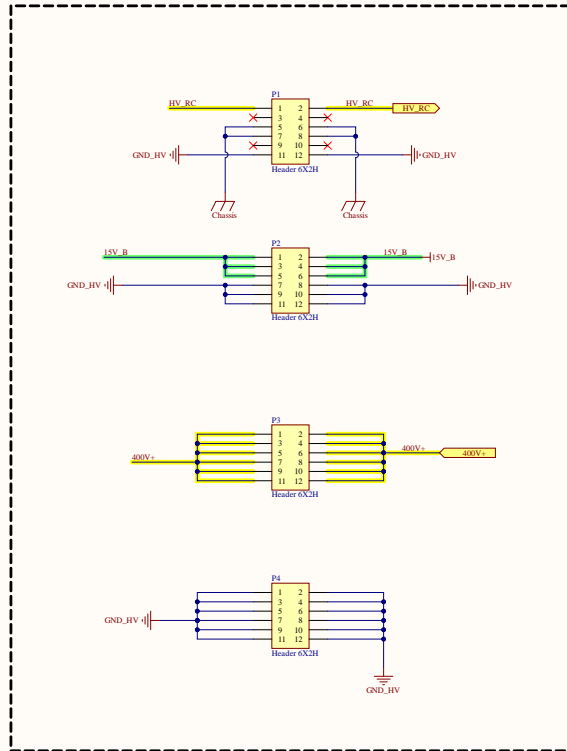 P1
HV_RC 1 2 HV_RC HV_RC
3 4
5 6
7 8
GND_HV 9 10 GND_HV
11 12
Header 6X2H
Chassis Chassis
P2
15V_B 1 2 15V_B 15V_B
3 4
5 6
GND_HV 7 8 GND_HV
9 10
11 12
Header 6X2H
P3
1 2
3 4
5 6 400V+ 400V+
400V+ 7 8
9 10
11 12
Header 6X2H
P4
1 2
3 4
5 6
GND_HV 7 8
9 10
11 12
Header 6X2H
GND_HV